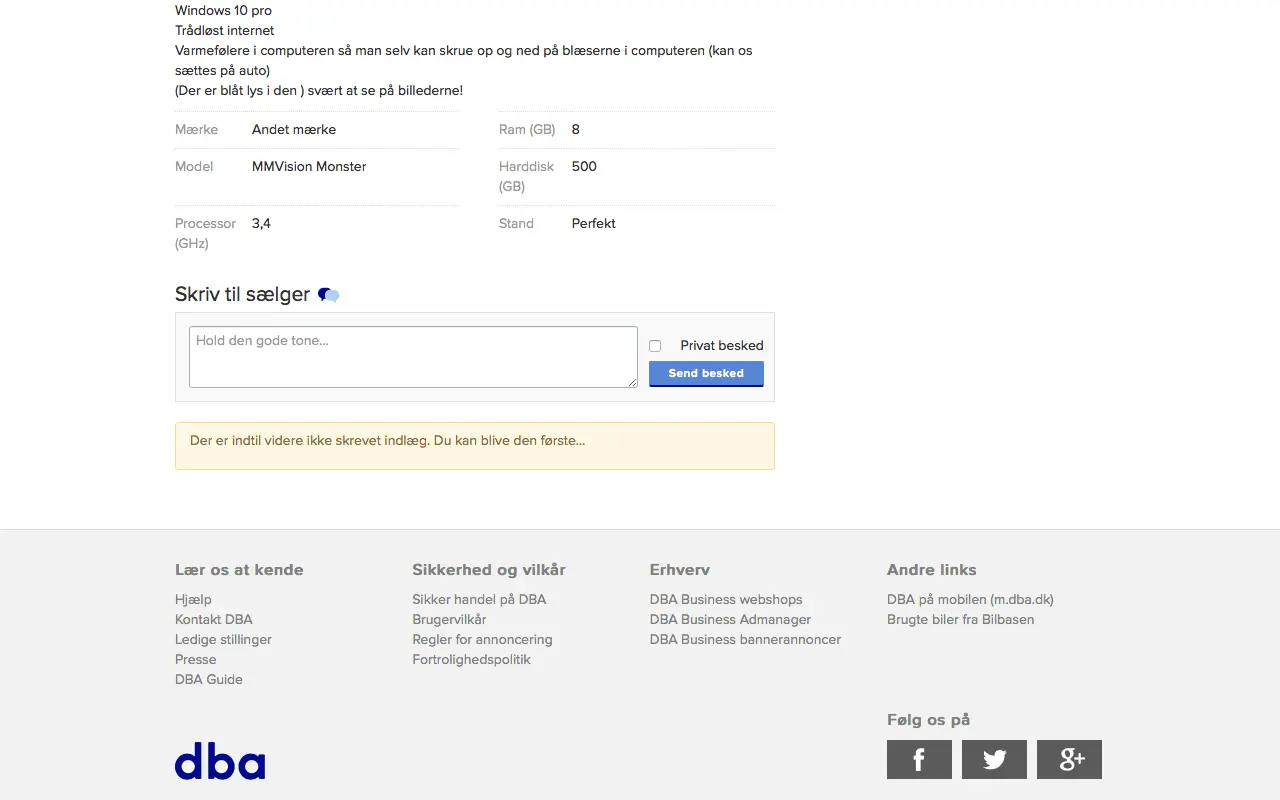 Windows 10 pro
Trådløst internet
Varmefølere i computeren så man selv kan skrue op og ned på blæserne i computeren (kan os
sættes på auto)
(Der er blåt lys i den ) svært at se på billederne!
Mærke Andet mærke Ram (GB) 8
Model MMVision Monster Harddisk 500
(GB)
Processor 3,4 Stand Perfekt
(GHz)
Skriv til sælger
Hold den gode tone...
Privat besked
Send besked
Der er indtil videre ikke skrevet indlæg. Du kan blive den første...
Lær os at kende
Hjælp
Kontakt DBA
Ledige stillinger
Presse
DBA Guide
Sikkerhed og vilkår
Sikker handel på DBA
Brugervilkår
Regler for annoncering
Fortrolighedspolitik
Erhverv
DBA Business webshops
DBA Business Admanager
DBA Business bannerannoncer
Andre links
DBA på mobilen (m.dba.dk)
Brugte biler fra Bilbasen
Følg os på
f
g+
dba